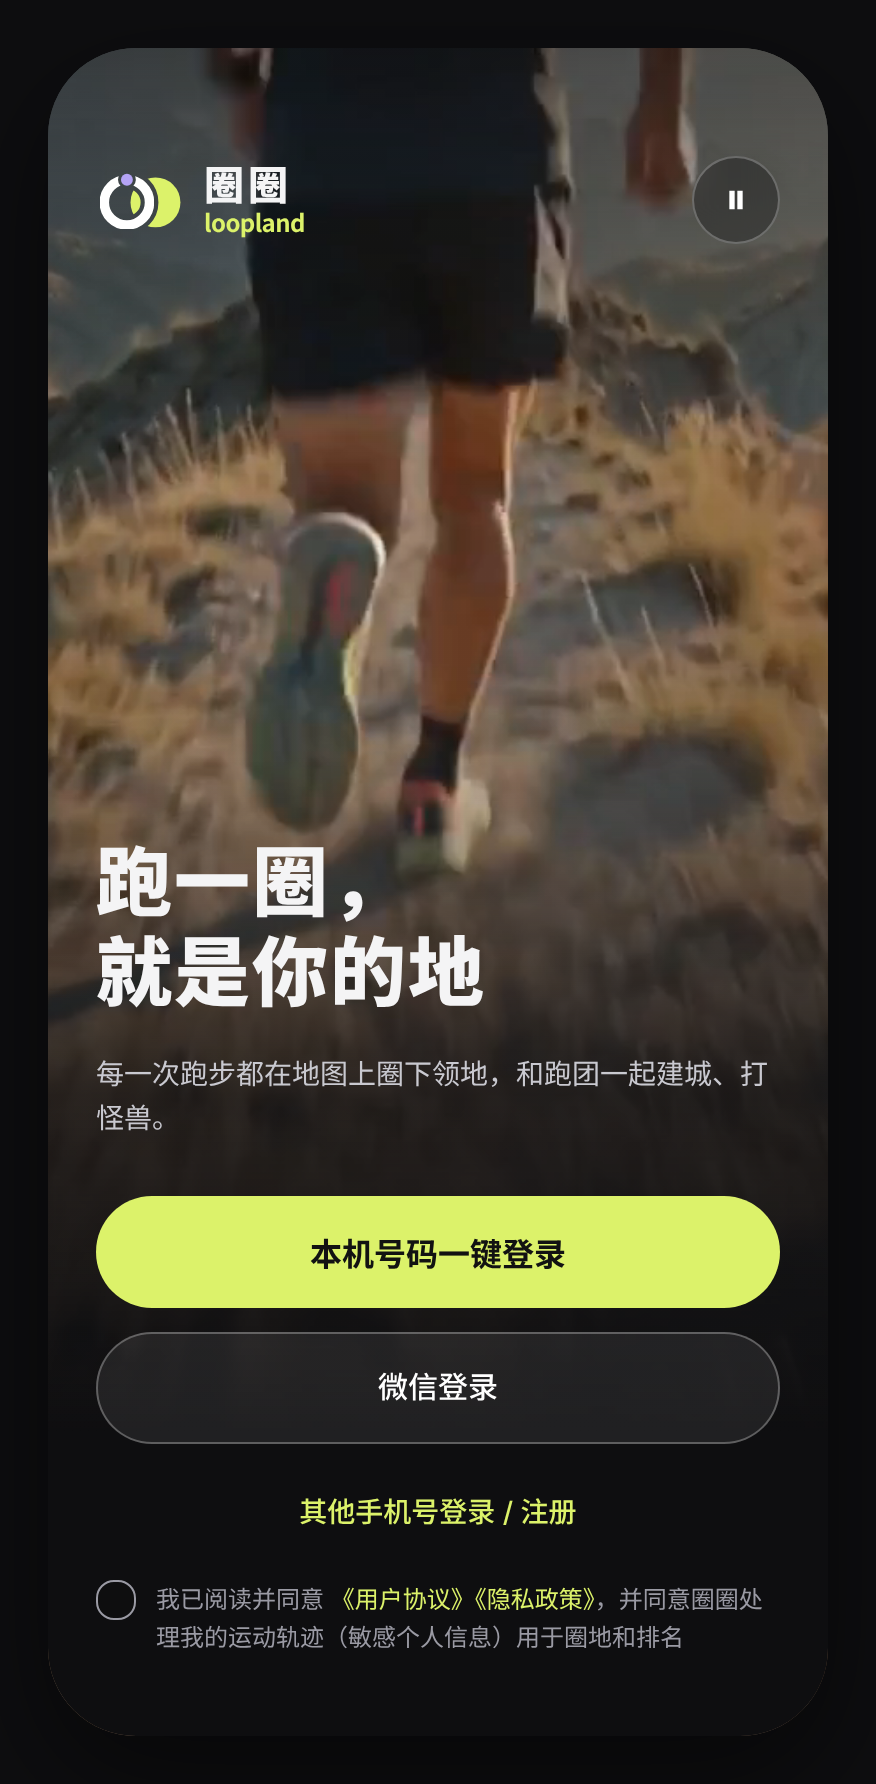 圈圈
loopland
跑一圈，
就是你的地
每一次跑步都在地图上圈下领地，和跑团一起建城、打
怪兽。
本机号码一键登录
微信登录
其他手机号登录 / 注册
我已阅读并同意 《用户协议》《隐私政策》，并同意圈圈处
理我的运动轨迹（敏感个人信息）用于圈地和排名